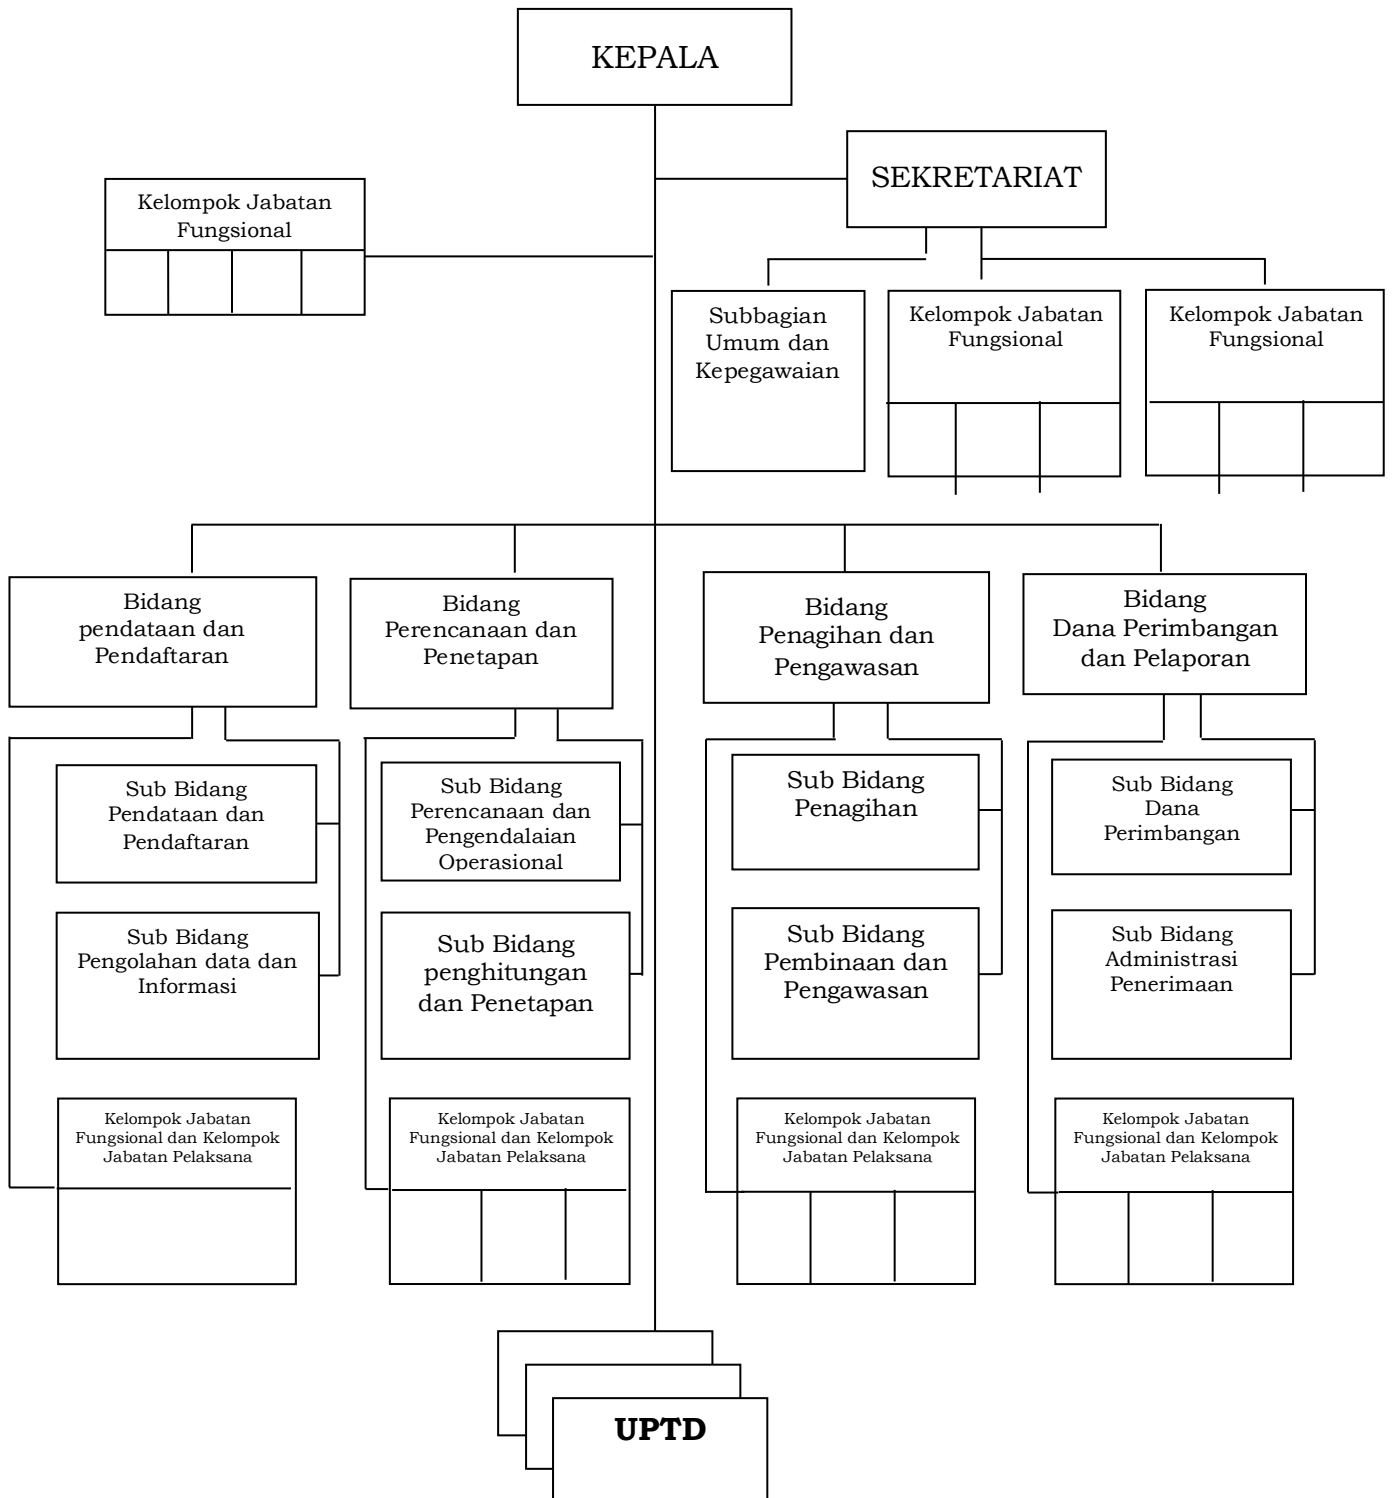 KEPALA
SEKRETARIAT
Kelompok Jabatan
Fungsional
Subbagian
Umum dan
Kepegawaian
Kelompok Jabatan
Fungsional
Kelompok Jabatan
Fungsional
Bidang
pendataan dan
Pendaftaran
Bidang
Perencanaan dan
Penetapan
Bidang
Penagihan dan
Pengawasan
Bidang
Dana Perimbangan
dan Pelaporan
Sub Bidang
Pendataan dan
Pendaftaran
Sub Bidang
Perencanaan dan
Pengendalaian
Operasional
Sub Bidang
Penagihan
Sub Bidang
Dana
Perimbangan
Sub Bidang
Pengolahan data dan
Informasi
Sub Bidang
penghitungan
dan Penetapan
Sub Bidang
Pembinaan dan
Pengawasan
Sub Bidang
Administrasi
Penerimaan
Kelompok Jabatan
Fungsional dan Kelompok
Jabatan Pelaksana
Kelompok Jabatan
Fungsional dan Kelompok
Jabatan Pelaksana
Kelompok Jabatan
Fungsional dan Kelompok
Jabatan Pelaksana
Kelompok Jabatan
Fungsional dan Kelompok
Jabatan Pelaksana
UPTD